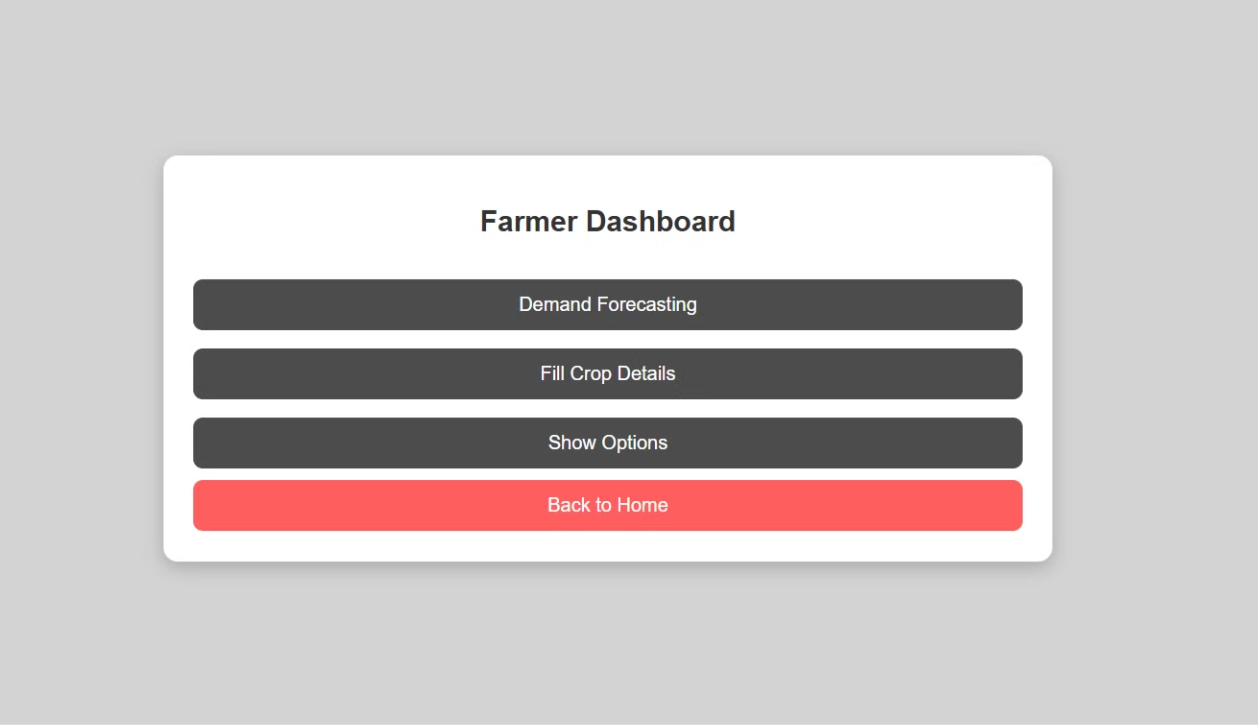 Farmer Dashboard
Demand Forecasting
Fill Crop Details
Show Options
Back to Home